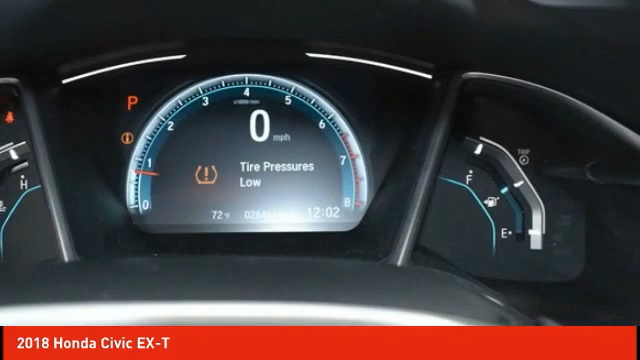 P
3
4
5
x1000r/min
2
6
0 mph
1
7
Tire Pressures
Low
0
8
72°F
12:02
H
TRIP
F
E
2018 Honda Civic EX-T